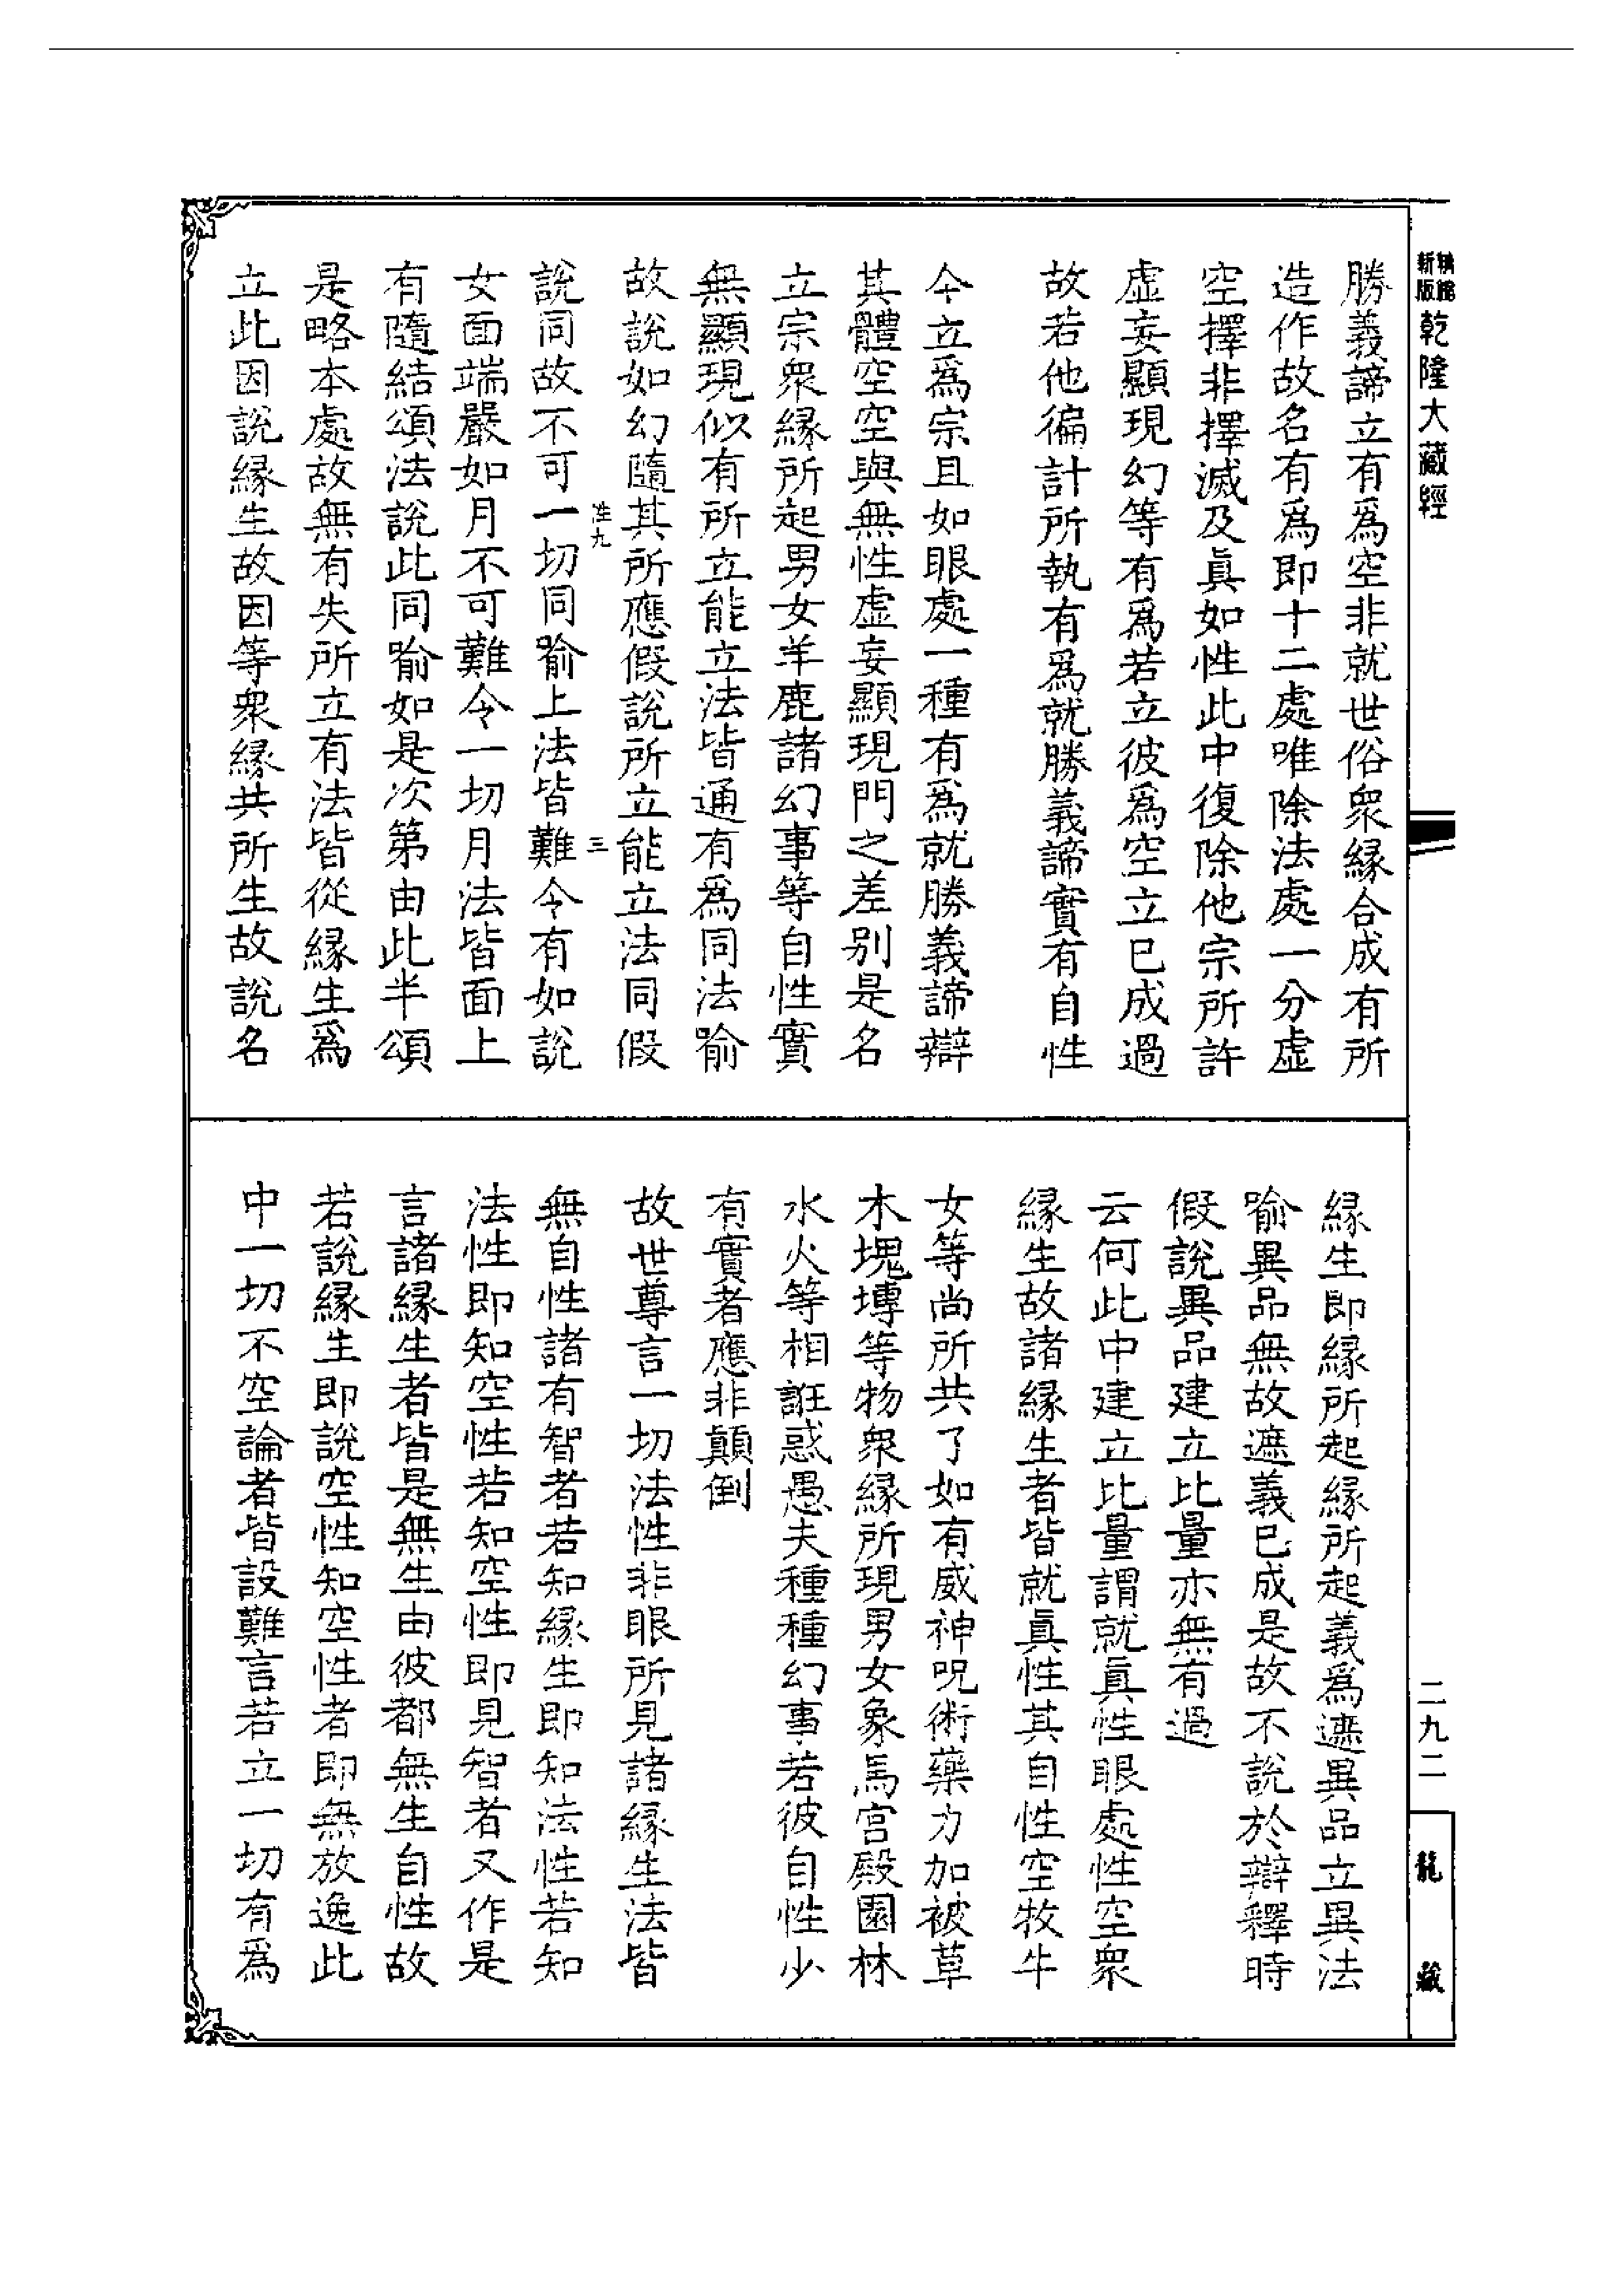 新版
精縮
乾隆大藏經
二九二
龍藏
勝義諦立有爲空非就世俗衆緣合成有所
造作故名有爲即十二處唯除法處一分虛
空擇非擇滅及眞如性此中復除他宗所許
虛妄顯現幻等有爲若立彼爲空立已成過
故若他徧計所執有爲就勝義諦實有自性
今立爲宗且如眼處一種有爲就勝義諦辯
其體空空與無性虛妄顯現門之差別是名
立宗衆緣所起男女羊鹿諸幻事等自性實
無顯現似有所立能立法皆通有爲同法喻
故說如幻隨其所應假說所立能立法同假
性九
三
說同故不可一切同喻上法皆難令有如說
女面端嚴如月不可難令一切月法皆面上
有隨結頌法說此同喻如是次第由此半頌
是略本處故無有失所立有法皆從緣生爲
立此因說緣生故因等衆緣共所生故說名
緣生即緣所起緣所起義爲遮異品立異法
喻異品無故遮義已成是故不說於辯釋時
假說異品建立比量亦無有過
云何此中建立比量謂就眞性眼處性空衆
緣生故諸緣生者皆就眞性其自性空牧牛
女等尚所共了如有威神呪術藥力加被草
木塊塼等物衆緣所現男女象馬宮殿園林
水火等相誑惑愚夫種種幻事若彼自性少
有實者應非顛倒
故世尊言一切法性非眼所見諸緣生法皆
無自性諸有智者若知緣生即知法性若知
法性即知空性若知空性即見智者又作是
言諸緣生者皆是無生由彼都無生自性故
若說緣生即說空性知空性者即無放逸此
中一切不空論者皆設難言若立一切有爲